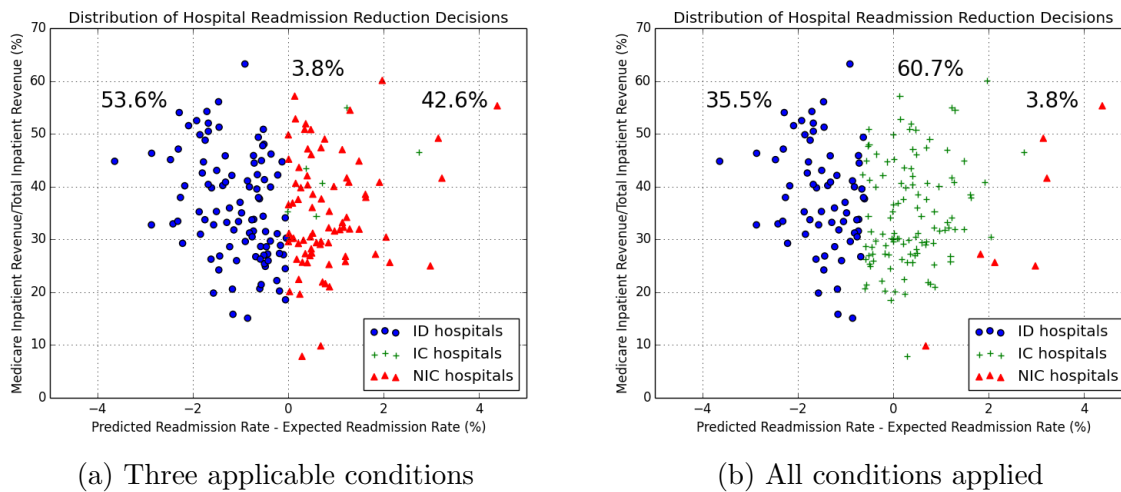 Distribution of Hospital Readmission Reduction Decisions
70
60
50
40
30
20
10
0
Medicare Inpatient Revenue/Total Inpatient Revenue (%)
53.6%
3.8%
42.6%
ID hospitals
IC hospitals
NIC hospitals
−4
−2
0
2
4
Predicted Readmission Rate - Expected Readmission Rate (%)
(a) Three applicable conditions
Distribution of Hospital Readmission Reduction Decisions
70
60
50
40
30
20
10
0
Medicare Inpatient Revenue/Total Inpatient Revenue (%)
35.5%
60.7%
3.8%
ID hospitals
IC hospitals
NIC hospitals
−4
−2
0
2
4
Predicted Readmission Rate - Expected Readmission Rate (%)
(b) All conditions applied